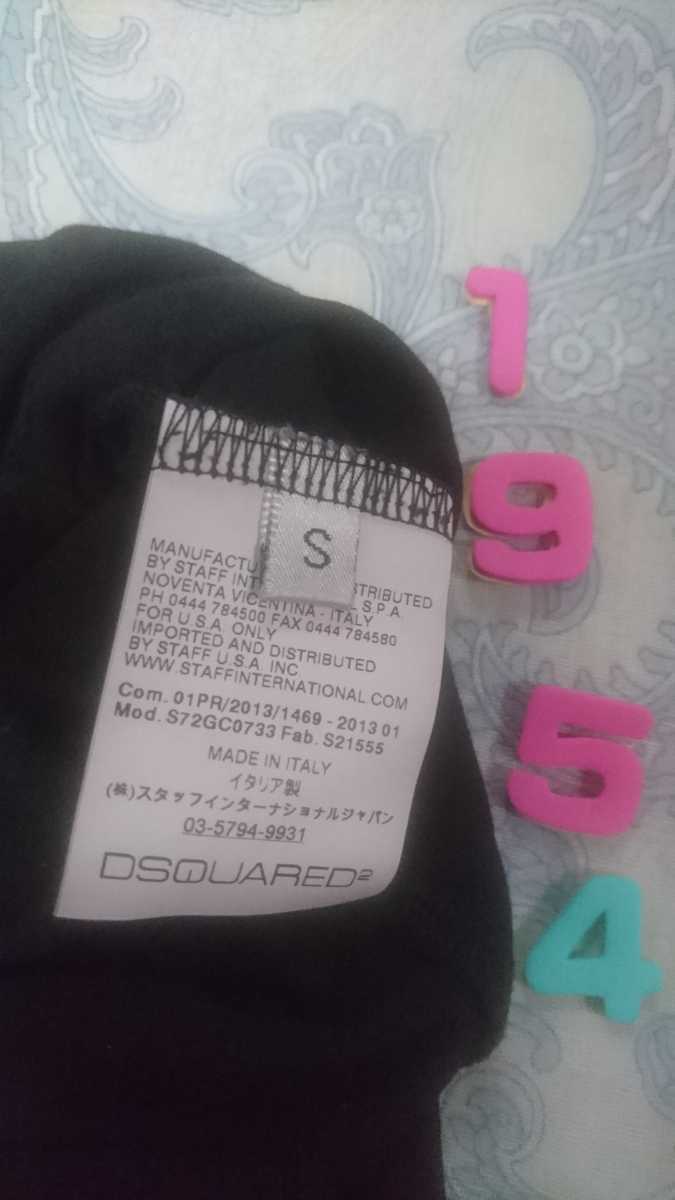 S
MANUFACTU STRIBUTED
BY STAFF INT L S.P.A.
NOVENTA VICENTINA - ITALY
PH 0444 784500 FAX 0444 784580
FOR U.S.A. ONLY
IMPORTED AND DISTRIBUTED
BY STAFF U.S.A. INC
WWW.STAFFINTERNATIONAL.COM
Com. 01PR/2013/1469 - 2013 01
Mod. S72GC0733 Fab. S21555
MADE IN ITALY
イタリア製
(株)スタッフインターナショナルジャパン
03-5794-9931
DSQUARED2
1
9
5
4